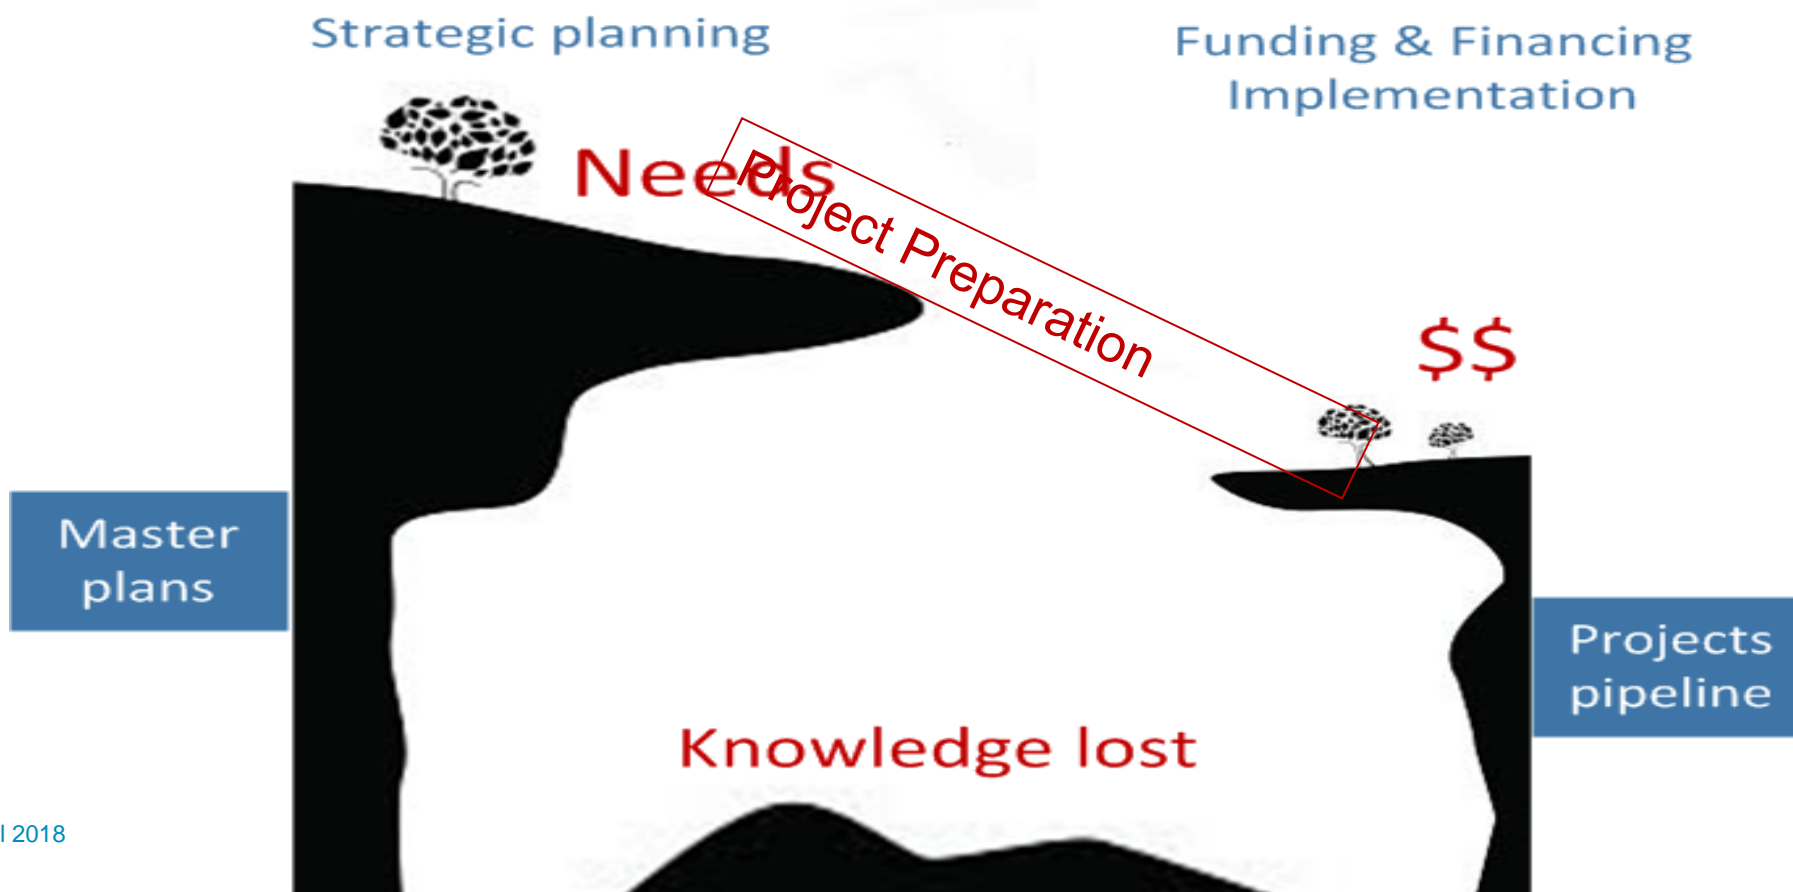 Strategic planning
Funding & Financing
Implementation
Needs
Project Preparation
$$
Master
plans
Projects
pipeline
Knowledge lost
2018